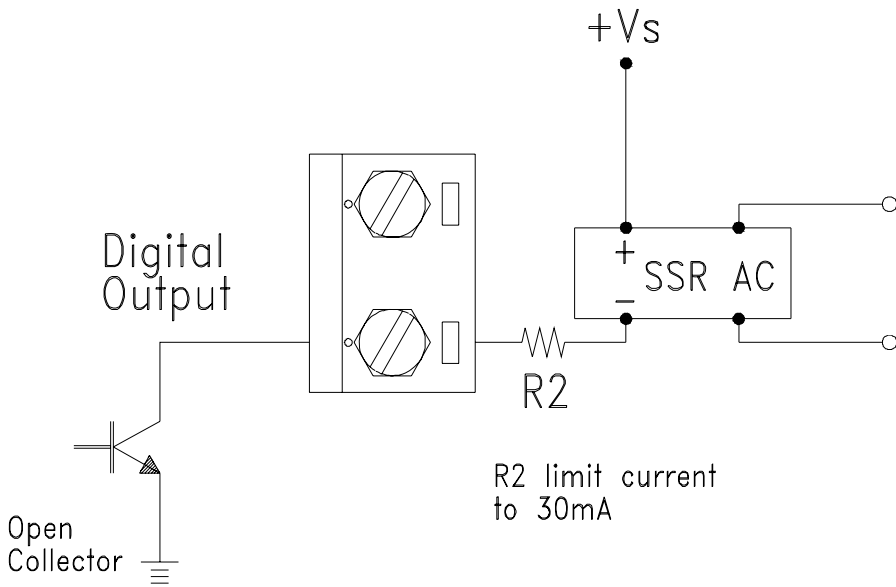 +Vs
Digital
Output
+
SSR AC
−
R2
R2 limit current
to 30mA
Open
Collector